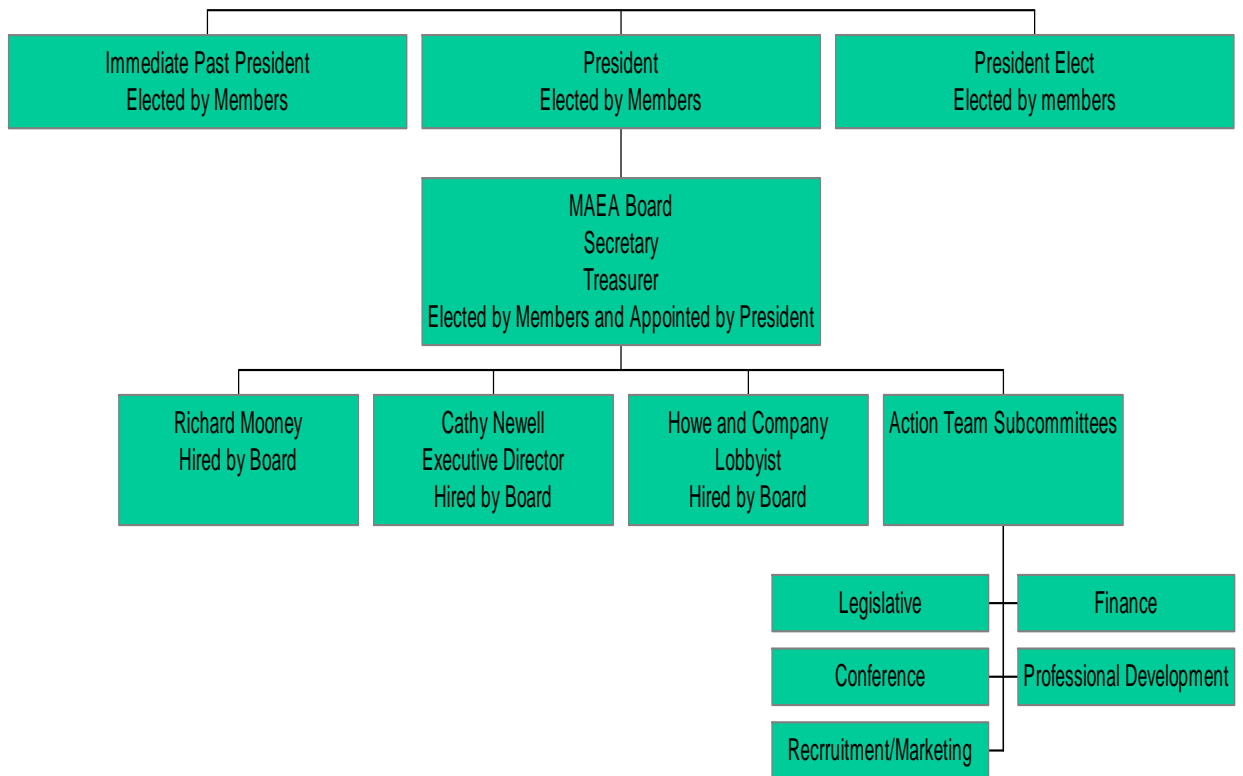 Immediate Past President
Elected by Members
President
Elected by Members
President Elect
Elected by members
MAEA Board
Secretary
Treasurer
Elected by Members and Appointed by President
Richard Mooney
Hired by Board
Cathy Newell
Executive Director
Hired by Board
Howe and Company
Lobbyist
Hired by Board
Action Team Subcommittees
Legislative
Finance
Conference
Professional Development
Recrruitment/Marketing